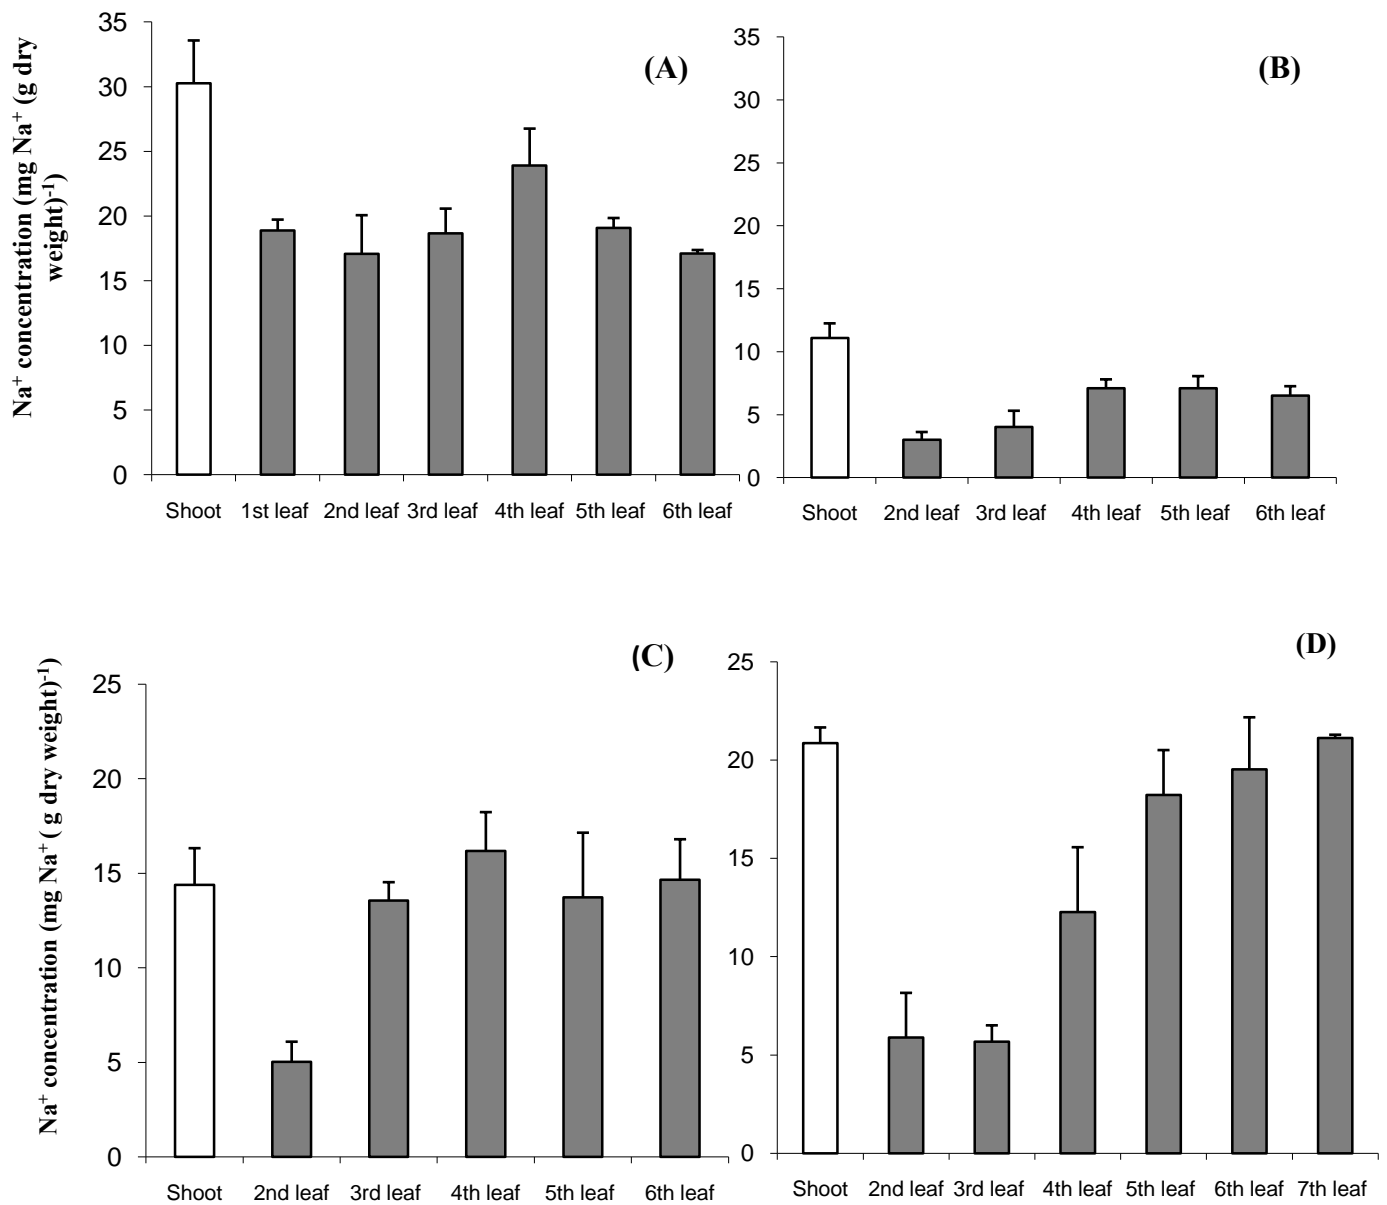 (A)
Na⁺ concentration (mg Na⁺ (g dry
weight)⁻¹
35
30
25
20
15
10
5
0
Shoot 1st leaf 2nd leaf 3rd leaf 4th leaf 5th leaf 6th leaf
(B)
35
30
25
20
15
10
5
0
Shoot 2nd leaf 3rd leaf 4th leaf 5th leaf 6th leaf
(C)
Na⁺ concentration (mg Na⁺ ( g dry weight)⁻¹
25
20
15
10
5
0
Shoot 2nd leaf 3rd leaf 4th leaf 5th leaf 6th leaf
(D)
25
20
15
10
5
0
Shoot 2nd leaf 3rd leaf 4th leaf 5th leaf 6th leaf 7th leaf